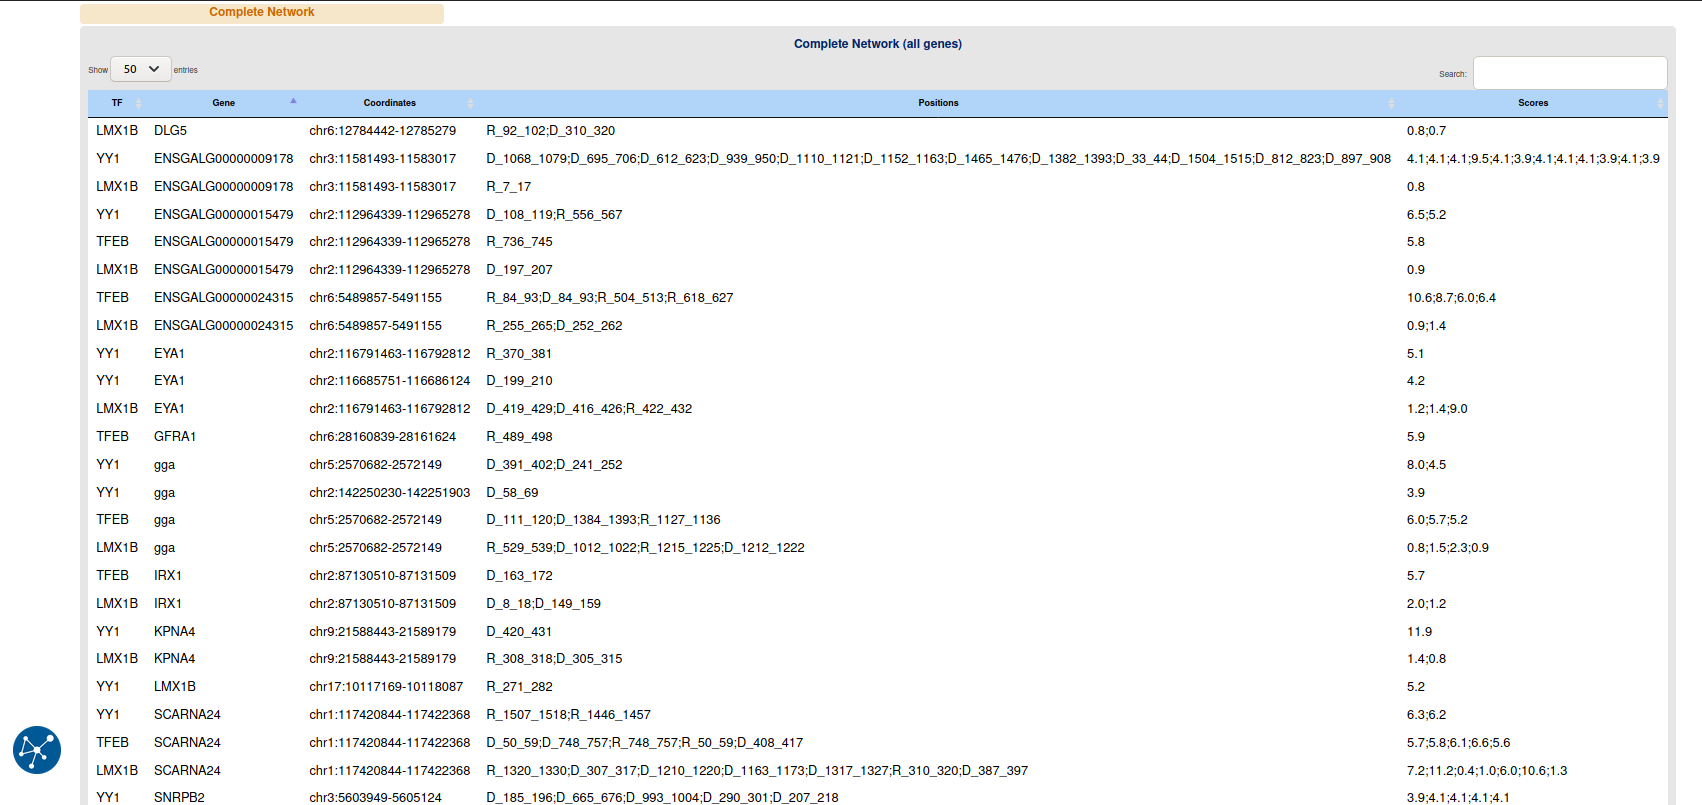 Complete Network
Complete Network (all genes)
Show 50 entries Search:
TF Gene Coordinates Positions Scores
LMX1B DLG5 chr6:12784442-12785279 R_92_102;D_310_320 0.8;0.7
YY1 ENSGALG00000009178 chr3:11581493-11583017 D_1068_1079;D_695_706;D_612_623;D_939_950;D_1110_1121;D_1152_1163;D_1465_1476;D_1382_1393;D_33_44;D_1504_1515;D_812_823;D_897_908 4.1;4.1;4.1;9.5;4.1;3.9;4.1;4.1;4.1;3.9;4.1;3.9
LMX1B ENSGALG00000009178 chr3:11581493-11583017 R_7_17 0.8
YY1 ENSGALG00000015479 chr2:112964339-112965278 D_108_119;R_556_567 6.5;5.2
TFEB ENSGALG00000015479 chr2:112964339-112965278 R_736_745 5.8
LMX1B ENSGALG00000015479 chr2:112964339-112965278 D_197_207 0.9
TFEB ENSGALG00000024315 chr6:5489857-5491155 R_84_93;D_84_93;R_504_513;R_618_627 10.6;8.7;6.0;6.4
LMX1B ENSGALG00000024315 chr6:5489857-5491155 R_255_265;D_252_262 0.9;1.4
YY1 EYA1 chr2:116791463-116792812 R_370_381 5.1
YY1 EYA1 chr2:116685751-116686124 D_199_210 4.2
LMX1B EYA1 chr2:116791463-116792812 D_419_429;D_416_426;R_422_432 1.2;1.4;9.0
TFEB GFRA1 chr6:28160839-28161624 R_489_498 5.9
YY1 gga chr5:2570682-2572149 D_391_402;D_241_252 8.0;4.5
YY1 gga chr2:142250230-142251903 D_58_69 3.9
TFEB gga chr5:2570682-2572149 D_111_120;D_1384_1393;R_1127_1136 6.0;5.7;5.2
LMX1B gga chr5:2570682-2572149 R_529_539;D_1012_1022;R_1215_1225;D_1212_1222 0.8;1.5;2.3;0.9
TFEB IRX1 chr2:87130510-87131509 D_163_172 5.7
LMX1B IRX1 chr2:87130510-87131509 D_8_18;D_149_159 2.0;1.2
YY1 KPNA4 chr9:21588443-21589179 D_420_431 11.9
LMX1B KPNA4 chr9:21588443-21589179 R_308_318;D_305_315 1.4;0.8
YY1 LMX1B chr17:10117169-10118087 R_271_282 5.2
YY1 SCARNA24 chr1:117420844-117422368 R_1507_1518;R_1446_1457 6.3;6.2
TFEB SCARNA24 chr1:117420844-117422368 D_50_59;D_748_757;R_748_757;R_50_59;D_408_417 5.7;5.8;6.1;6.6;5.6
LMX1B SCARNA24 chr1:117420844-117422368 R_1320_1330;D_307_317;D_1210_1220;D_1163_1173;D_1317_1327;R_310_320;D_387_397 7.2;11.2;0.4;1.0;6.0;10.6;1.3
YY1 SNRPB2 chr3:5603949-5605124 D_185_196;D_665_676;D_993_1004;D_290_301;D_207_218 3.9;4.1;4.1;4.1;4.1